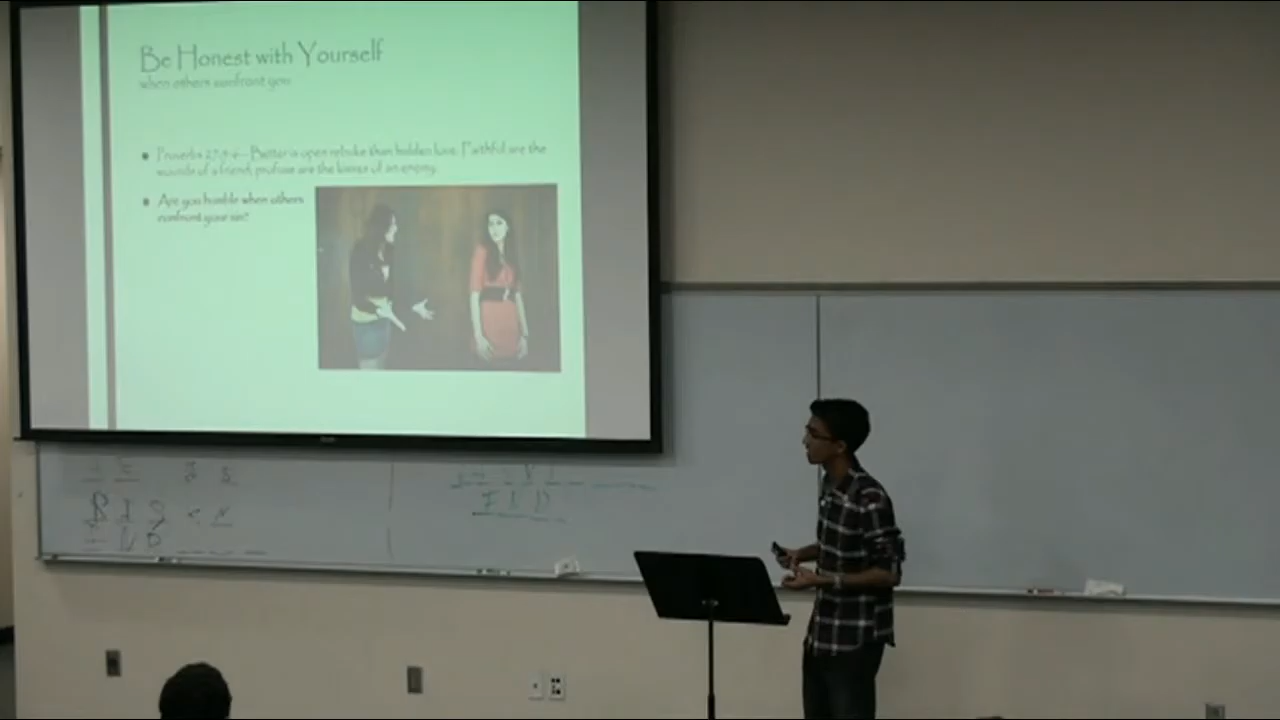 Be Honest with Yourself
when others confront you
Proverbs 27:5-6 - Better is open rebuke than hidden love. Faithful are the
wounds of a friend, profuse are the kisses of an enemy.
Are you humble when others
confront your sin?